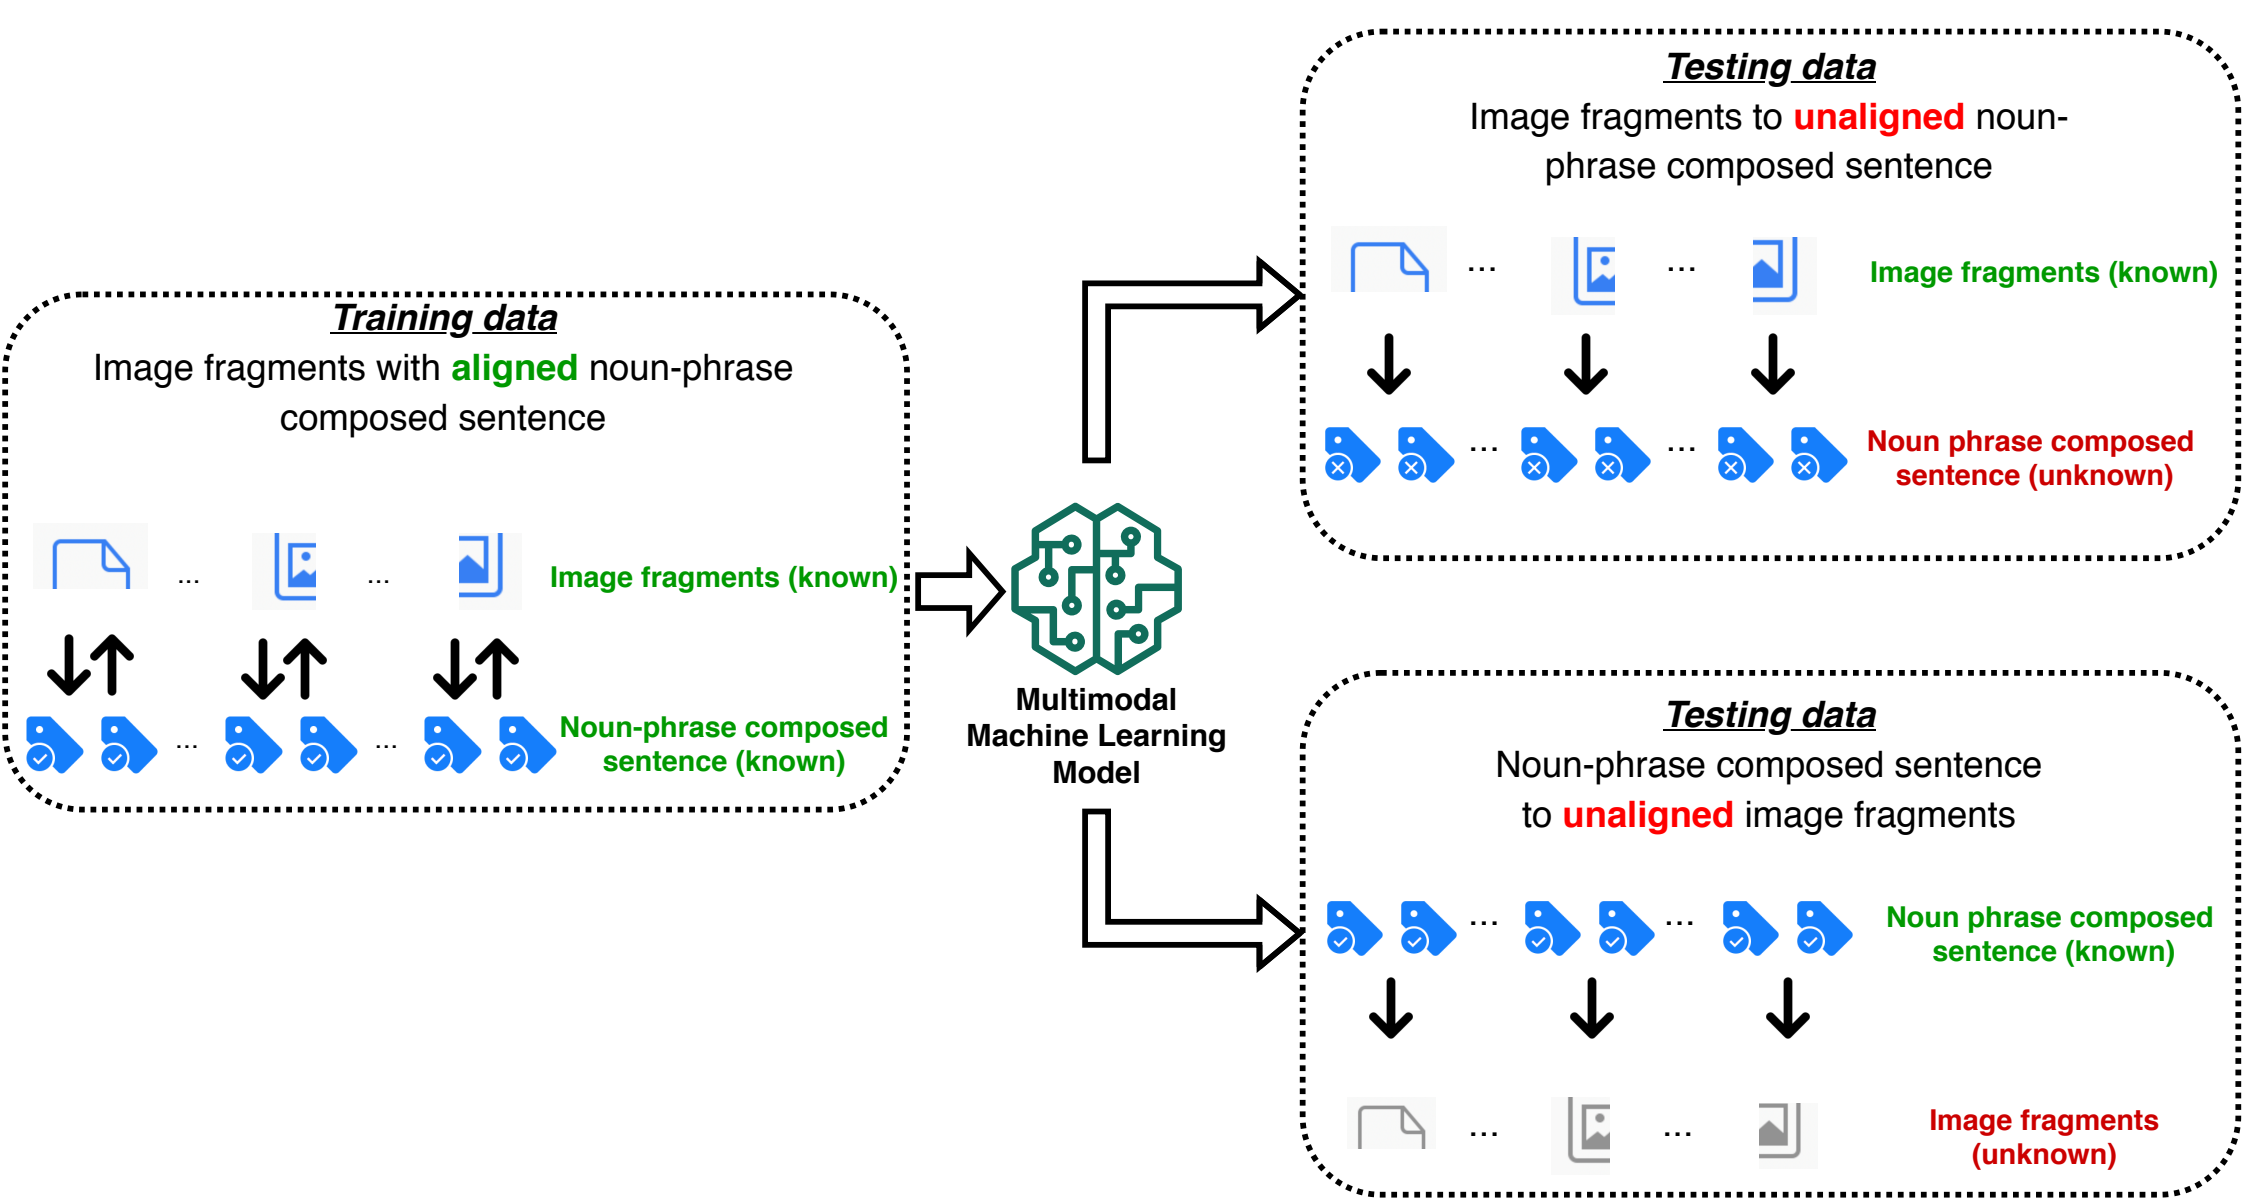 Training data
Image fragments with aligned noun-phrase
composed sentence
...
...
Image fragments (known)
...
...
Noun-phrase composed
sentence (known)
Multimodal
Machine Learning
Model
Testing data
Image fragments to unaligned noun-
phrase composed sentence
...
...
Image fragments (known)
...
...
Noun phrase composed
sentence (unknown)
Testing data
Noun-phrase composed sentence
to unaligned image fragments
...
...
Noun phrase composed
sentence (known)
...
...
Image fragments
(unknown)